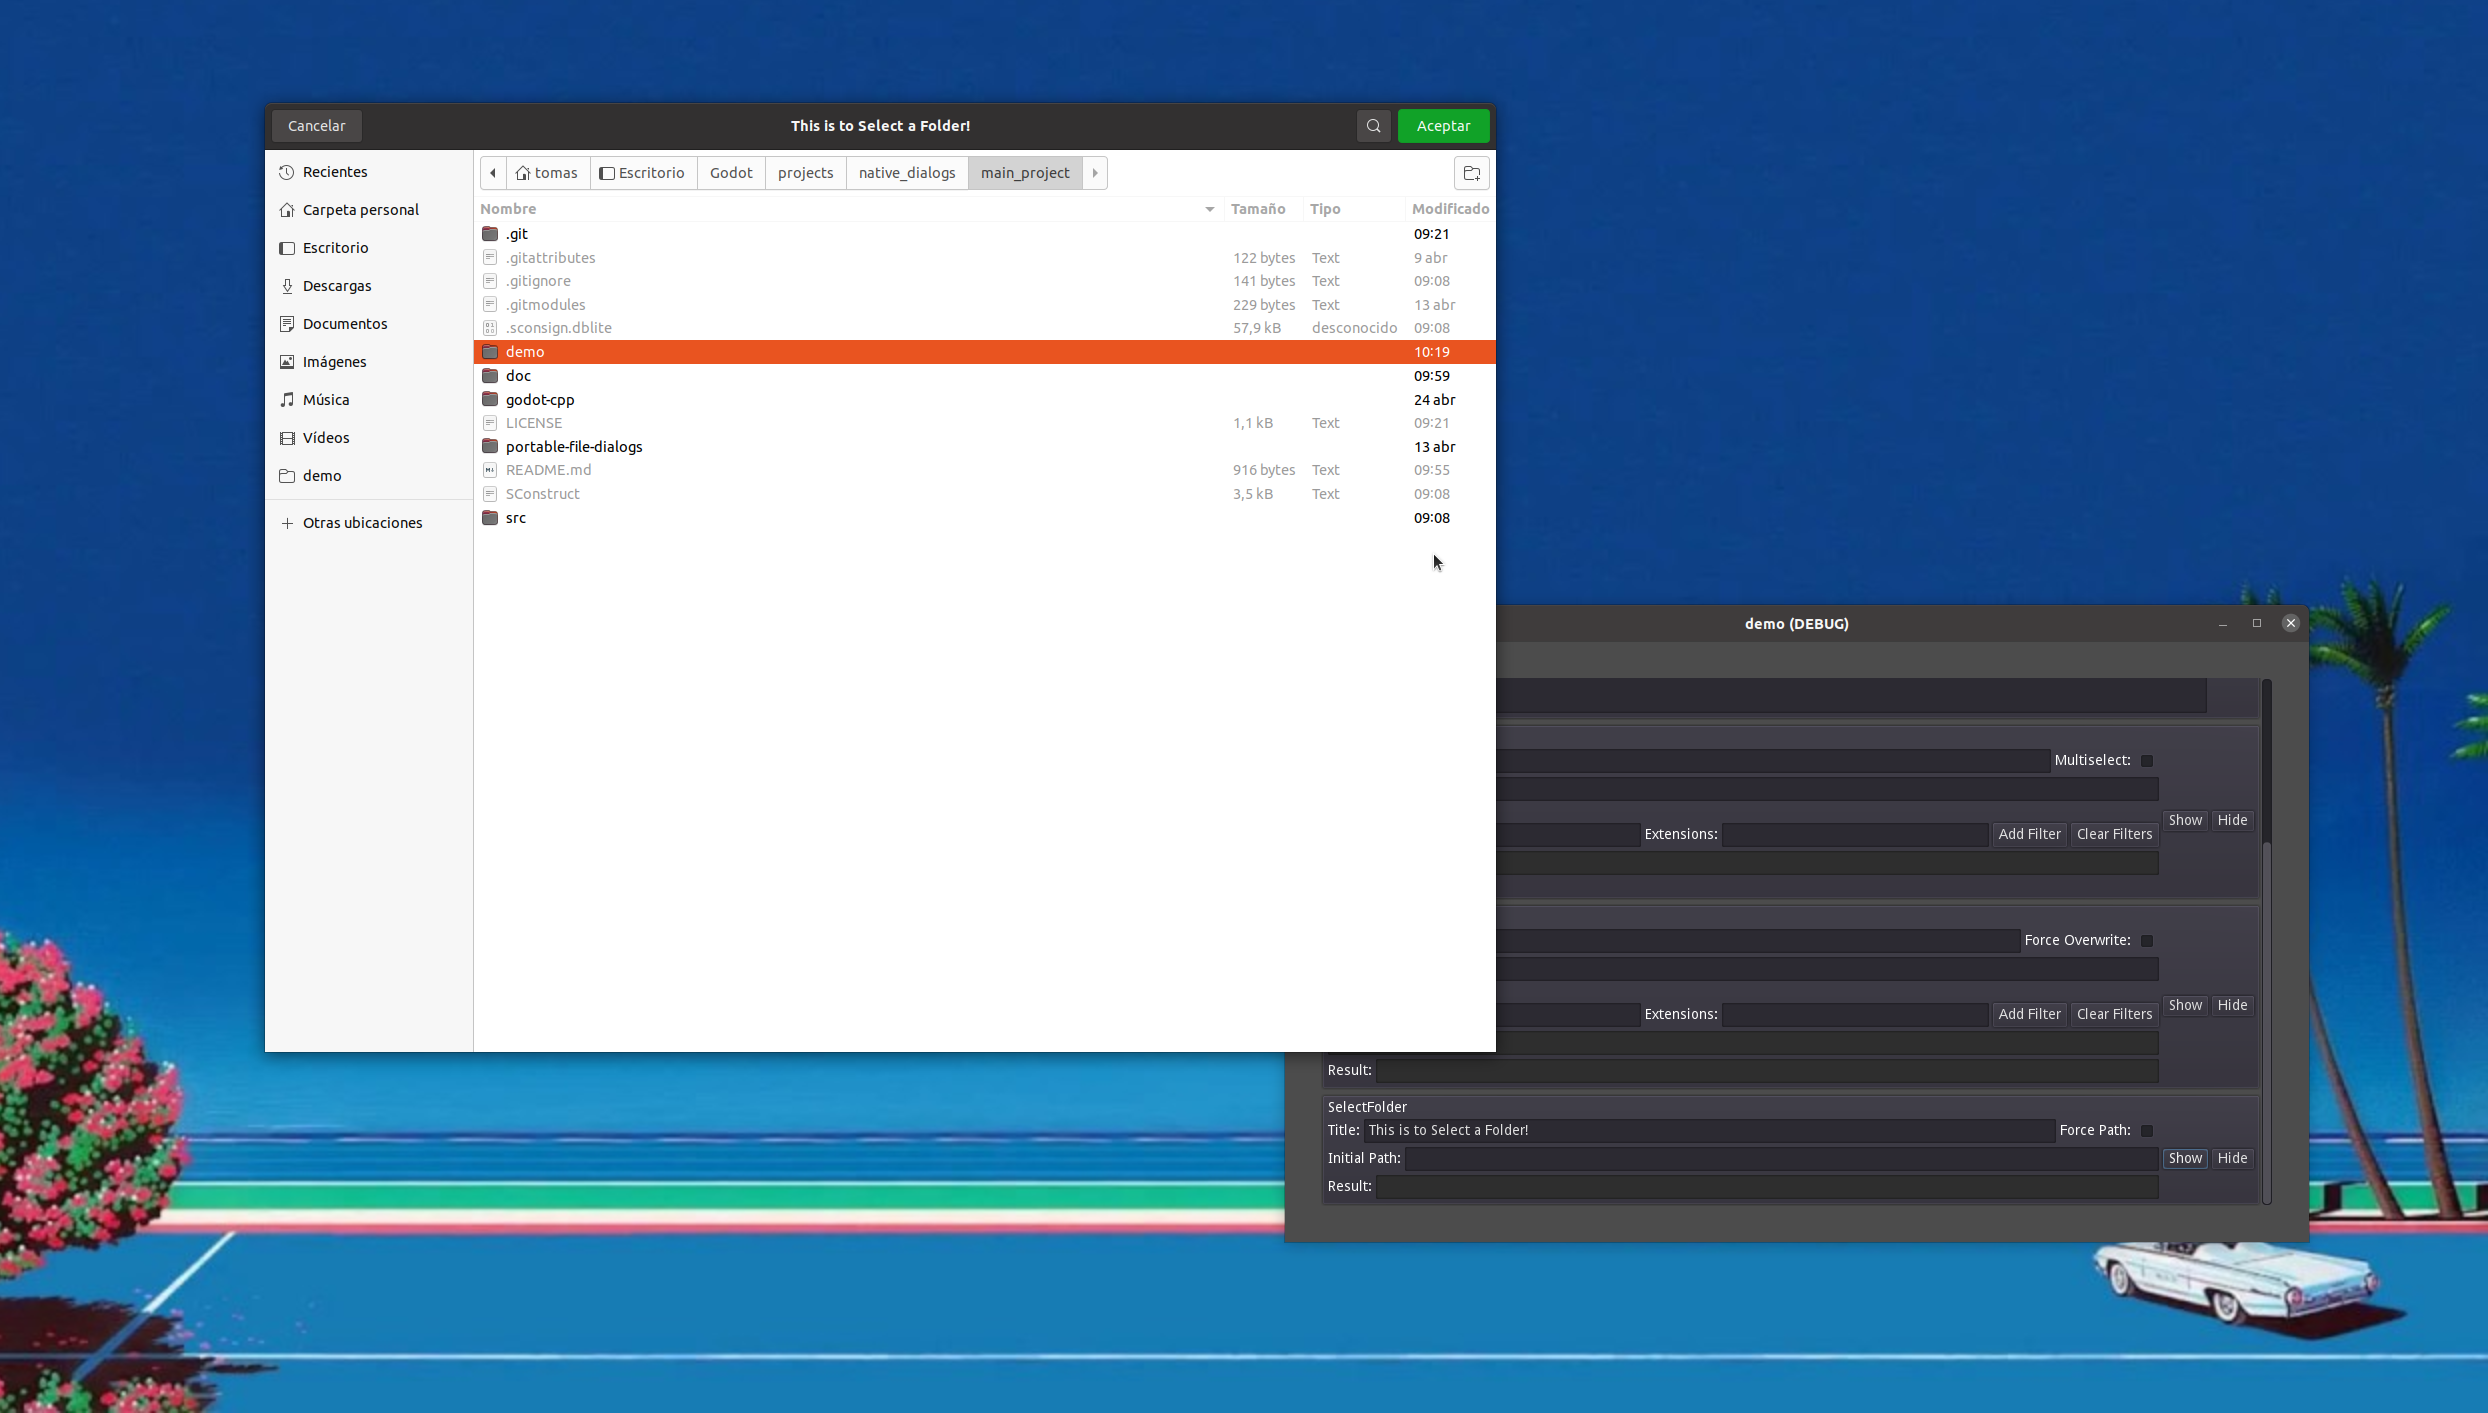 Cancelar
This is to Select a Folder!
Aceptar
Recientes
Carpeta personal
Escritorio
Descargas
Documentos
Imágenes
Música
Vídeos
demo
Otras ubicaciones
tomas Escritorio Godot projects native_dialogs main_project
Nombre Tamaño Tipo Modificado
.git 09:21
.gitattributes 122 bytes Text 9 abr
.gitignore 141 bytes Text 09:08
.gitmodules 229 bytes Text 13 abr
.sconsign.dblite 57,9 kB desconocido 09:08
demo 10:19
doc 09:59
godot-cpp 24 abr
LICENSE 1,1 kB Text 09:21
portable-file-dialogs 13 abr
README.md 916 bytes Text 09:55
SConstruct 3,5 kB Text 09:08
src 09:08
demo (DEBUG)
Multiselect:
Show Hide
Extensions: Add Filter Clear Filters
Force Overwrite:
Show Hide
Extensions: Add Filter Clear Filters
Result:
SelectFolder
Title: This is to Select a Folder! Force Path:
Initial Path: Show Hide
Result: